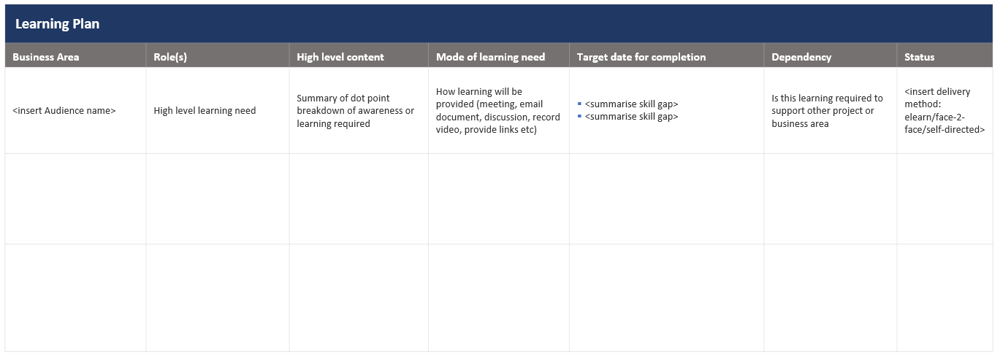 Learning Plan
Business Area
Role(s)
High level content
Mode of learning need
Target date for completion
Dependency
Status
<insert Audience name>
High level learning need
Summary of dot point
breakdown of awareness or
learning required
How learning will be
provided (meeting, email
document, discussion, record
video, provide links etc)
▪ <summarise skill gap>
▪ <summarise skill gap>
Is this learning required to
support other project or
business area
<insert delivery
method:
elearn/face-2-
face/self-directed>